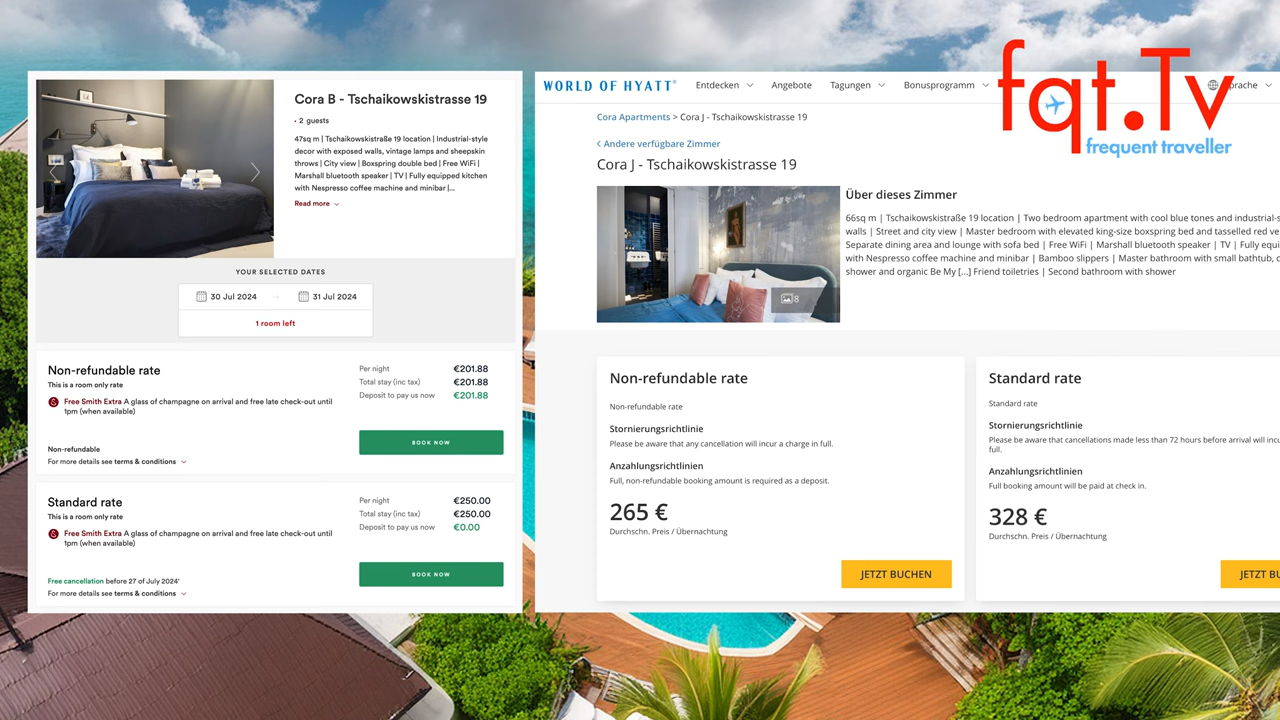 Cora B - Tschaikowskistrasse 19
· 2 guests
47sq m | Tschaikowskistraße 19 location | Industrial-style
decor with exposed walls, vintage lamps and sheepskin
throws | City view | Boxspring double bed | Free WiFi |
Marshall bluetooth speaker | TV | Fully equipped kitchen
with Nespresso coffee machine and minibar |...
Read more
YOUR SELECTED DATES
30 Jul 2024 → 31 Jul 2024
1 room left
Non-refundable rate
This is a room only rate
Free Smith Extra A glass of champagne on arrival and free late check-out until
1pm (when available)
Non-refundable
For more details see terms & conditions
Per night €201.88
Total stay (inc tax) €201.88
Deposit to pay us now €201.88
BOOK NOW
Standard rate
This is a room only rate
Free Smith Extra A glass of champagne on arrival and free late check-out until
1pm (when available)
Free cancellation before 27 of July 2024*
For more details see terms & conditions
Per night €250.00
Total stay (inc tax) €250.00
Deposit to pay us now €0.00
BOOK NOW
WORLD OF HYATT® Entdecken Angebote Tagungen Bonusprogramm prache
fqt.Tv
frequent traveller
Cora Apartments > Cora J - Tschaikowskistrasse 19
< Andere verfügbare Zimmer
Cora J - Tschaikowskistrasse 19
8
Über dieses Zimmer
66sq m | Tschaikowskistraße 19 location | Two bedroom apartment with cool blue tones and industrial-s
walls | Street and city view | Master bedroom with elevated king-size boxspring bed and tasselled red ve
Separate dining area and lounge with sofa bed | Free WiFi | Marshall bluetooth speaker | TV | Fully equi
with Nespresso coffee machine and minibar | Bamboo slippers | Master bathroom with small bathtub, c
shower and organic Be My [...] Friend toiletries | Second bathroom with shower
Non-refundable rate
Non-refundable rate
Stornierungsrichtlinie
Please be aware that any cancellation will incur a charge in full.
Anzahlungsrichtlinien
Full, non-refundable booking amount is required as a deposit.
265 €
Durchschn. Preis / Übernachtung
JETZT BUCHEN
Standard rate
Standard rate
Stornierungsrichtlinie
Please be aware that cancellations made less than 72 hours before arrival will incu
full.
Anzahlungsrichtlinien
Full booking amount will be paid at check in.
328 €
Durchschn. Preis / Übernachtung
JETZT BU